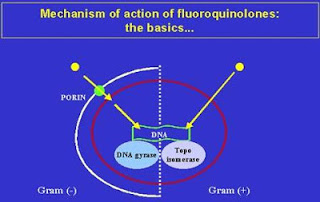 Mechanism of action of fluoroquinolones:
the basics...
PORIN
DNA
DNA gyrase
Topo
isomerase
Gram (-)
Gram (+)